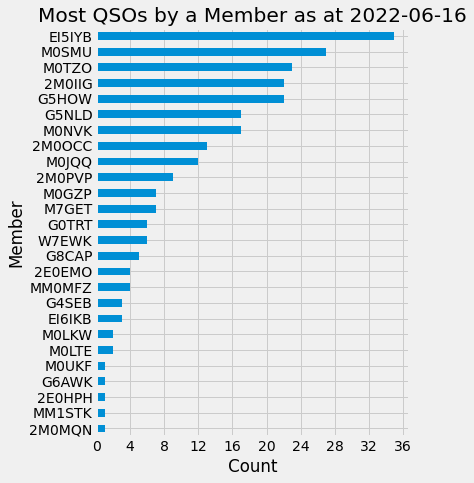 Most QSOs by a Member as at 2022-06-16
EI5IYB
M0SMU
M0TZO
2M0IIG
G5HOW
G5NLD
M0NVK
2M0OCC
M0JQQ
2M0PVP
M0GZP
M7GET
G0TRT
W7EWK
G8CAP
2E0EMO
MM0MFZ
G4SEB
EI6IKB
M0LKW
M0LTE
M0UKF
G6AWK
2E0HPH
MM1STK
2M0MQN
Member
0 4 8 12 16 20 24 28 32 36
Count